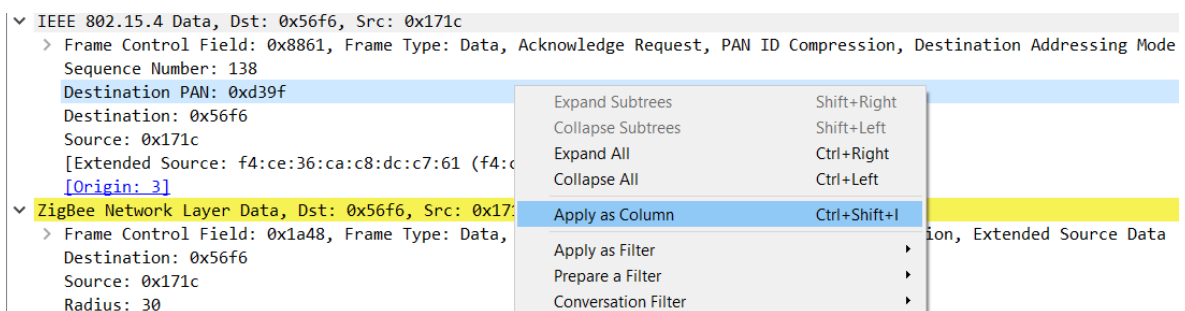 IEEE 802.15.4 Data, Dst: 0x56f6, Src: 0x171c
Frame Control Field: 0x8861, Frame Type: Data, Acknowledge Request, PAN ID Compression, Destination Addressing Mode
Sequence Number: 138
Destination PAN: 0xd39f
Destination: 0x56f6
Source: 0x171c
[Extended Source: f4:ce:36:ca:c8:dc:c7:61 (f4:c
[Origin: 3]
ZigBee Network Layer Data, Dst: 0x56f6, Src: 0x171
Frame Control Field: 0x1a48, Frame Type: Data, ion, Extended Source Data
Destination: 0x56f6
Source: 0x171c
Radius: 30
Expand Subtrees Shift+Right
Collapse Subtrees Shift+Left
Expand All Ctrl+Right
Collapse All Ctrl+Left
Apply as Column Ctrl+Shift+I
Apply as Filter
Prepare a Filter
Conversation Filter